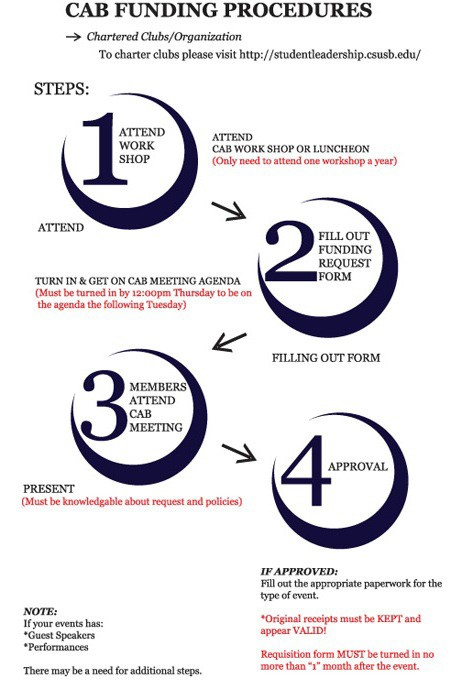 CAB FUNDING PROCEDURES
→ Chartered Clubs/Organization
To charter clubs please visit http://studentleadership.csusb.edu/
STEPS:
1
ATTEND
WORK
SHOP
ATTEND
CAB WORK SHOP OR LUNCHEON
(Only need to attend one workshop a year)
ATTEND
2
FILL OUT
FUNDING
REQUEST
FORM
TURN IN & GET ON CAB MEETING AGENDA
(Must be turned in by 12:00pm Thursday to be on
the agenda the following Tuesday)
FILLING OUT FORM
3
MEMBERS
ATTEND
CAB
MEETING
4
APPROVAL
PRESENT
(Must be knowledgable about request and policies)
IF APPROVED:
Fill out the appropriate paperwork for the
type of event.
*Original receipts must be KEPT and
appear VALID!
Requisition form MUST be turned in no
more than "1" month after the event.
NOTE:
If your events has:
*Guest Speakers
*Performances
There may be a need for additional steps.